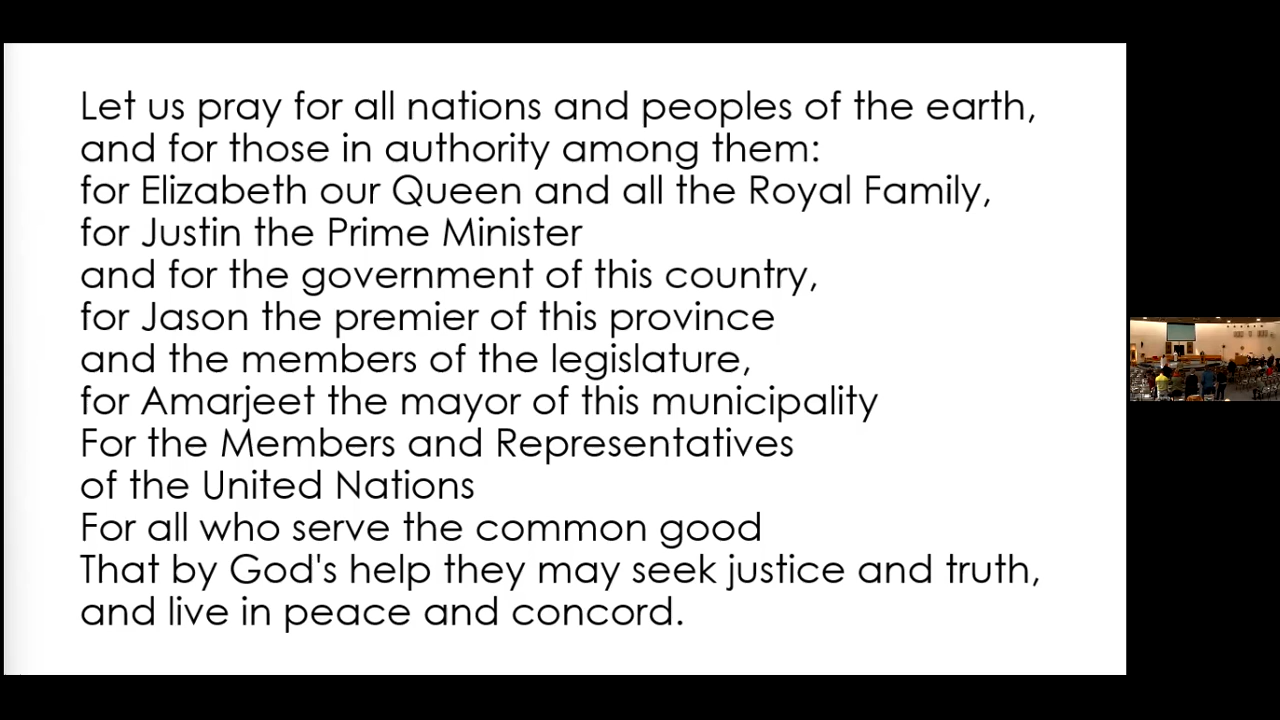 Let us pray for all nations and peoples of the earth,
and for those in authority among them:
for Elizabeth our Queen and all the Royal Family,
for Justin the Prime Minister
and for the government of this country,
for Jason the premier of this province
and the members of the legislature,
for Amarjeet the mayor of this municipality
For the Members and Representatives
of the United Nations
For all who serve the common good
That by God's help they may seek justice and truth,
and live in peace and concord.